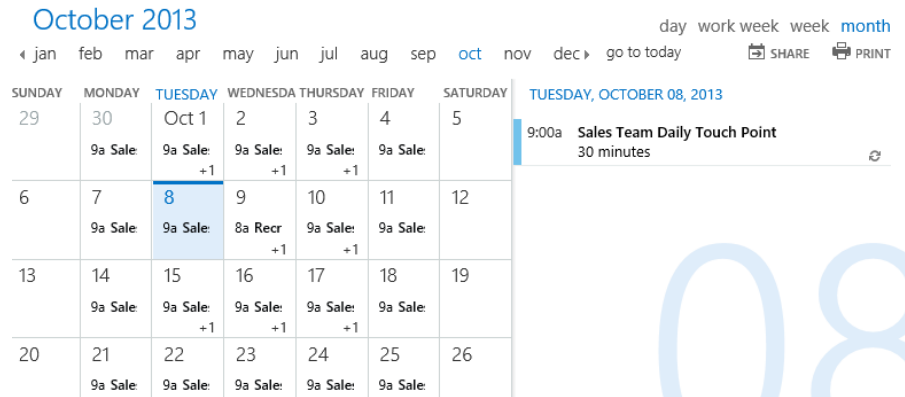 October 2013
day work week week month
jan feb mar apr may jun jul aug sep oct nov dec go to today SHARE PRINT
SUNDAY MONDAY TUESDAY WEDNESDA THURSDAY FRIDAY SATURDAY
29 30 Oct 1 2 3 4 5
9a Sale 9a Sale 9a Sale 9a Sale 9a Sale
+1 +1 +1
6 7 8 9 10 11 12
9a Sale 9a Sale 8a Recr 9a Sale 9a Sale
+1 +1
13 14 15 16 17 18 19
9a Sale 9a Sale 9a Sale 9a Sale 9a Sale
+1 +1 +1
20 21 22 23 24 25 26
9a Sale 9a Sale 9a Sale 9a Sale 9a Sale
TUESDAY, OCTOBER 08, 2013
9:00a Sales Team Daily Touch Point
30 minutes
08